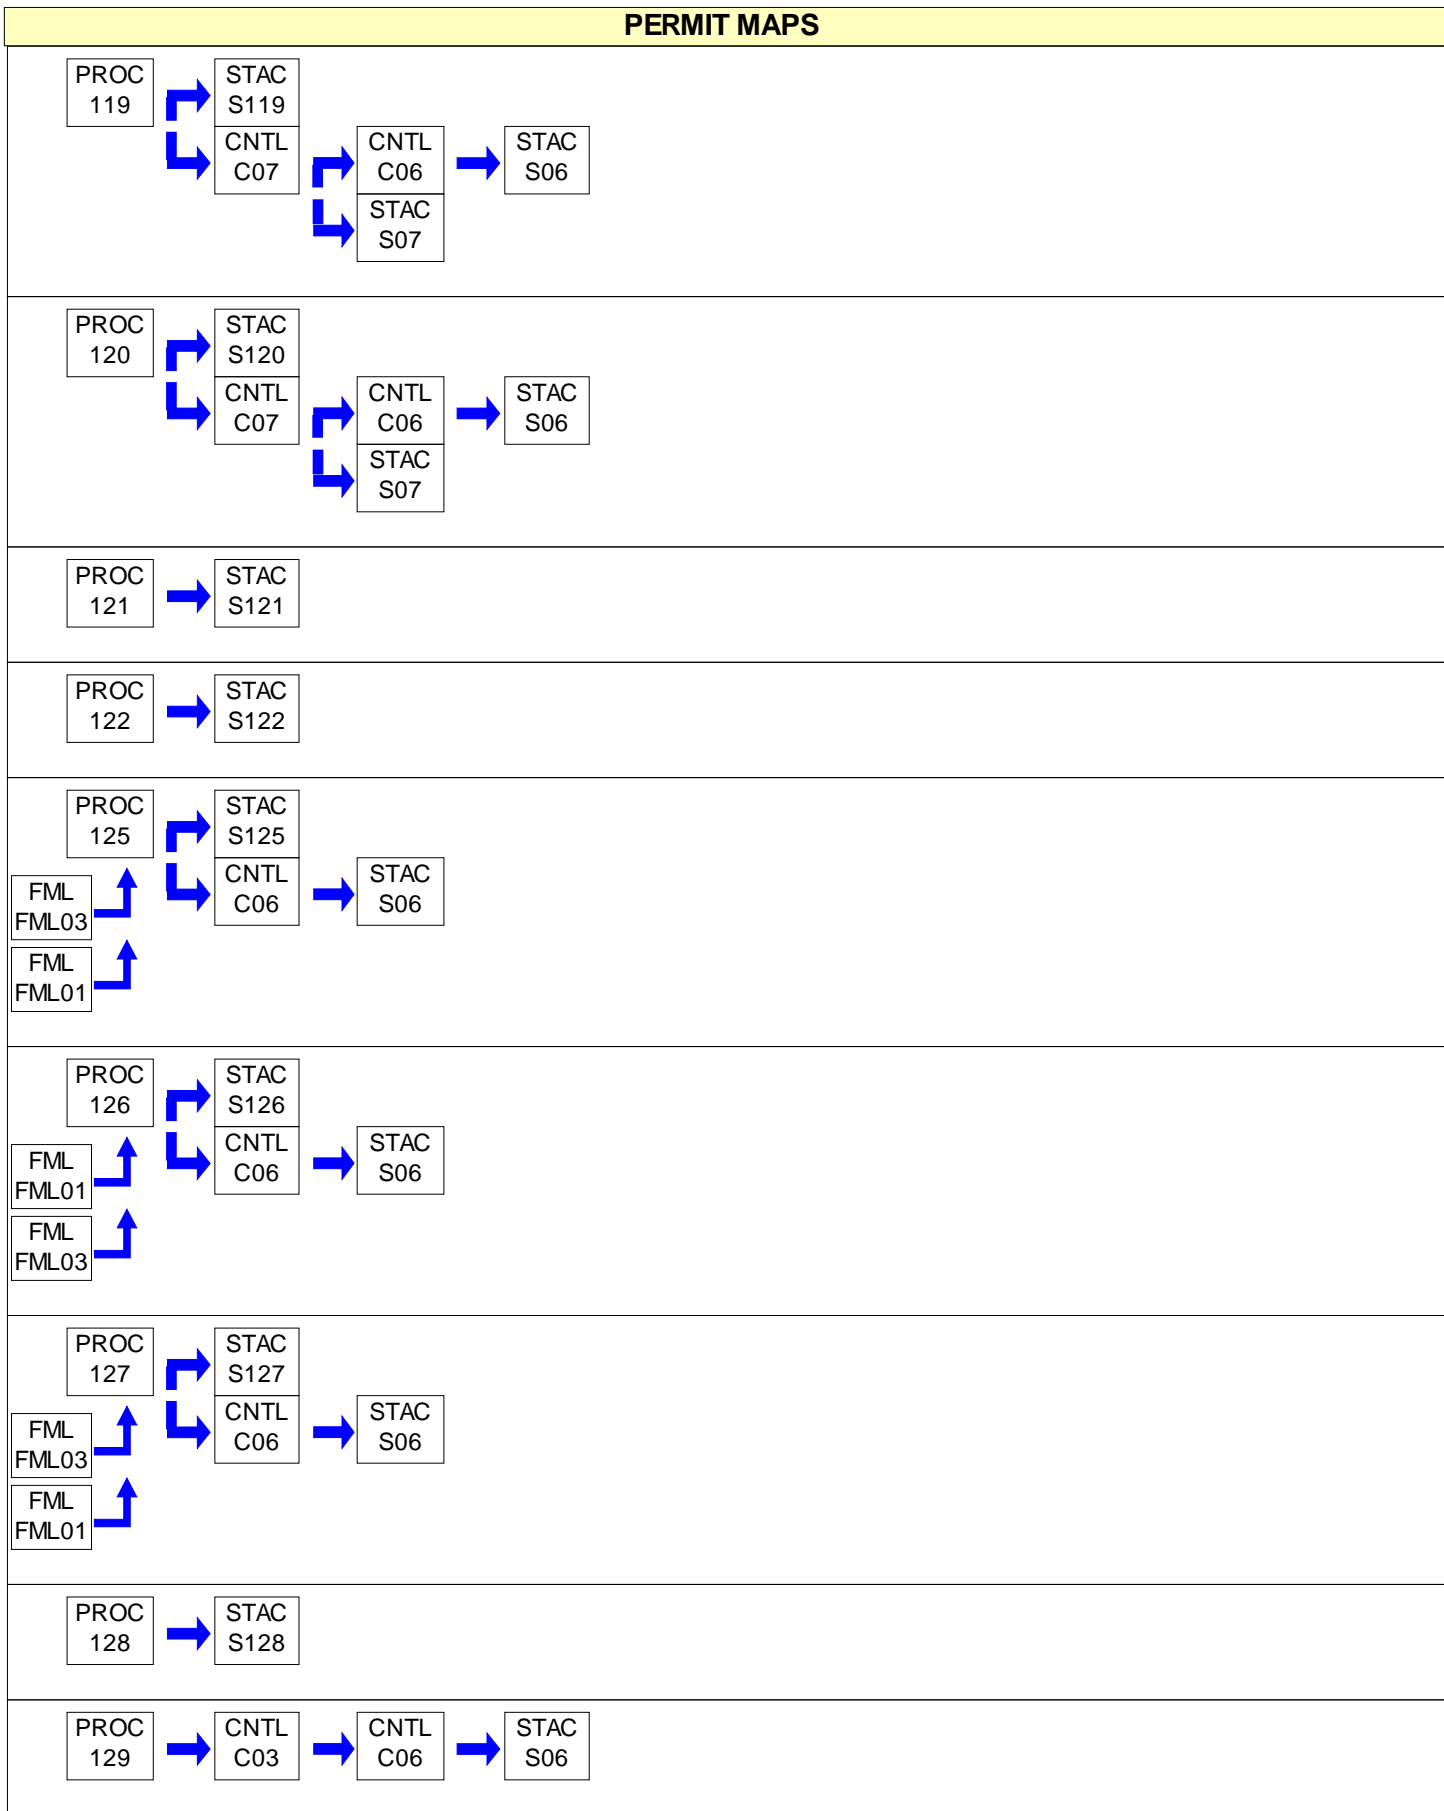 PERMIT MAPS
PROC
119
STAC
S119
CNTL
C07
CNTL
C06
STAC
S06
STAC
S07
PROC
120
STAC
S120
CNTL
C07
CNTL
C06
STAC
S06
STAC
S07
PROC
121
STAC
S121
PROC
122
STAC
S122
PROC
125
STAC
S125
CNTL
C06
STAC
S06
FML
FML03
FML
FML01
PROC
126
STAC
S126
CNTL
C06
STAC
S06
FML
FML01
FML
FML03
PROC
127
STAC
S127
CNTL
C06
STAC
S06
FML
FML03
FML
FML01
PROC
128
STAC
S128
PROC
129
CNTL
C03
CNTL
C06
STAC
S06